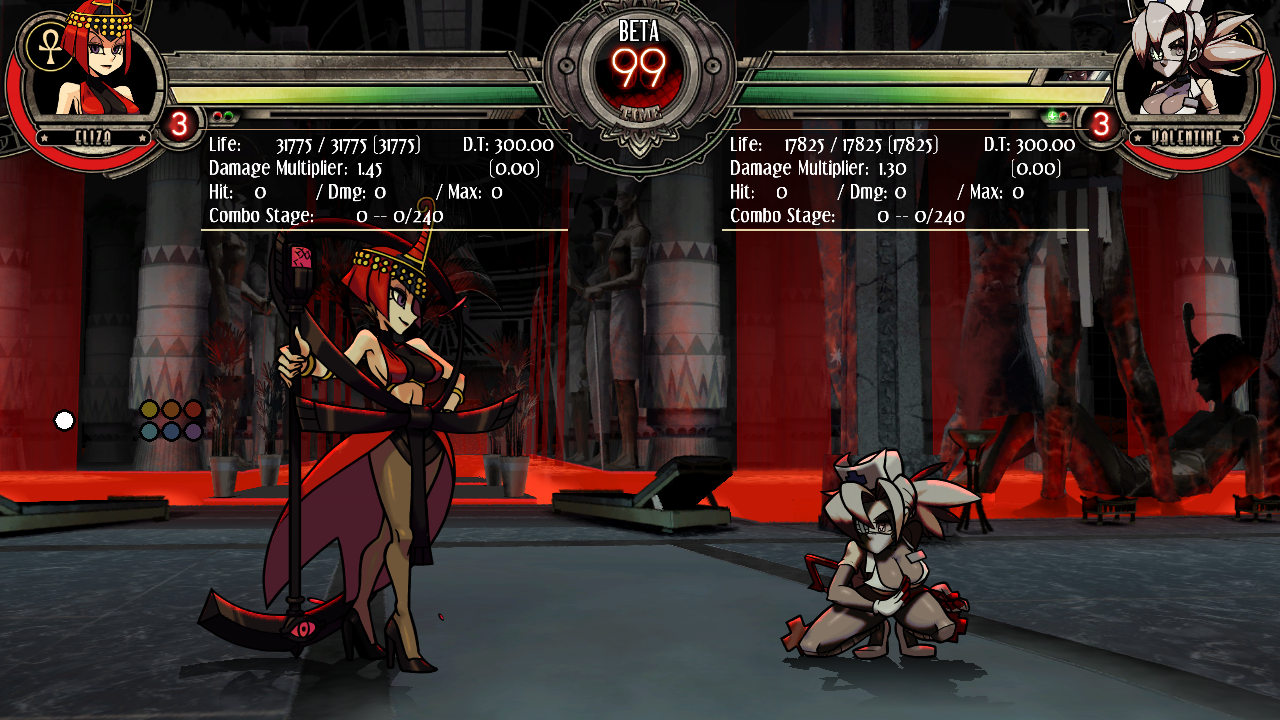 BETA
99
TIME
ELIZA
3
3
VALENTINE
Life: 31775 / 31775 (31775) D.T: 300.00
Damage Multiplier: 1.45 (0.00)
Hit: 0 / Dmg: 0 / Max: 0
Combo Stage: 0 -- 0/240
Life: 17825 / 17825 (17825) D.T: 300.00
Damage Multiplier: 1.30 (0.00)
Hit: 0 / Dmg: 0 / Max: 0
Combo Stage: 0 -- 0/240